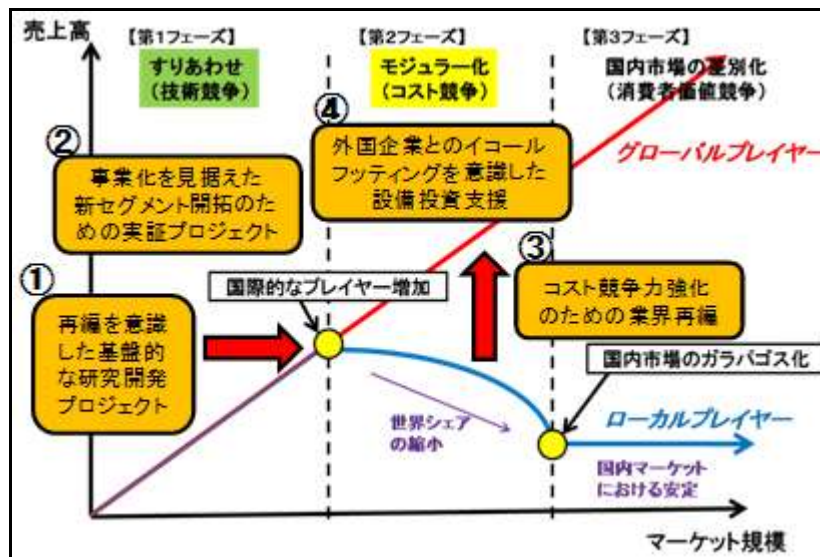 売上高
【第1フェーズ】
すりあわせ
(技術競争)
【第2フェーズ】
モジュラー化
(コスト競争)
【第3フェーズ】
国内市場の差別化
(消費者価値競争)
グローバルプレイヤー
②
事業化を見据えた
新セグメント開拓のた
めの実証プロジェクト
④
外国企業とのイコール
フッティングを意識した
設備投資支援
①
再編を意識
した基盤的
な研究開発
プロジェクト
国際的なプレイヤー増加
③
コスト競争力強化
のための業界再編
国内市場のガラパゴス化
世界シェア
の縮小
ローカルプレイヤー
国内マーケット
における安定
マーケット規模